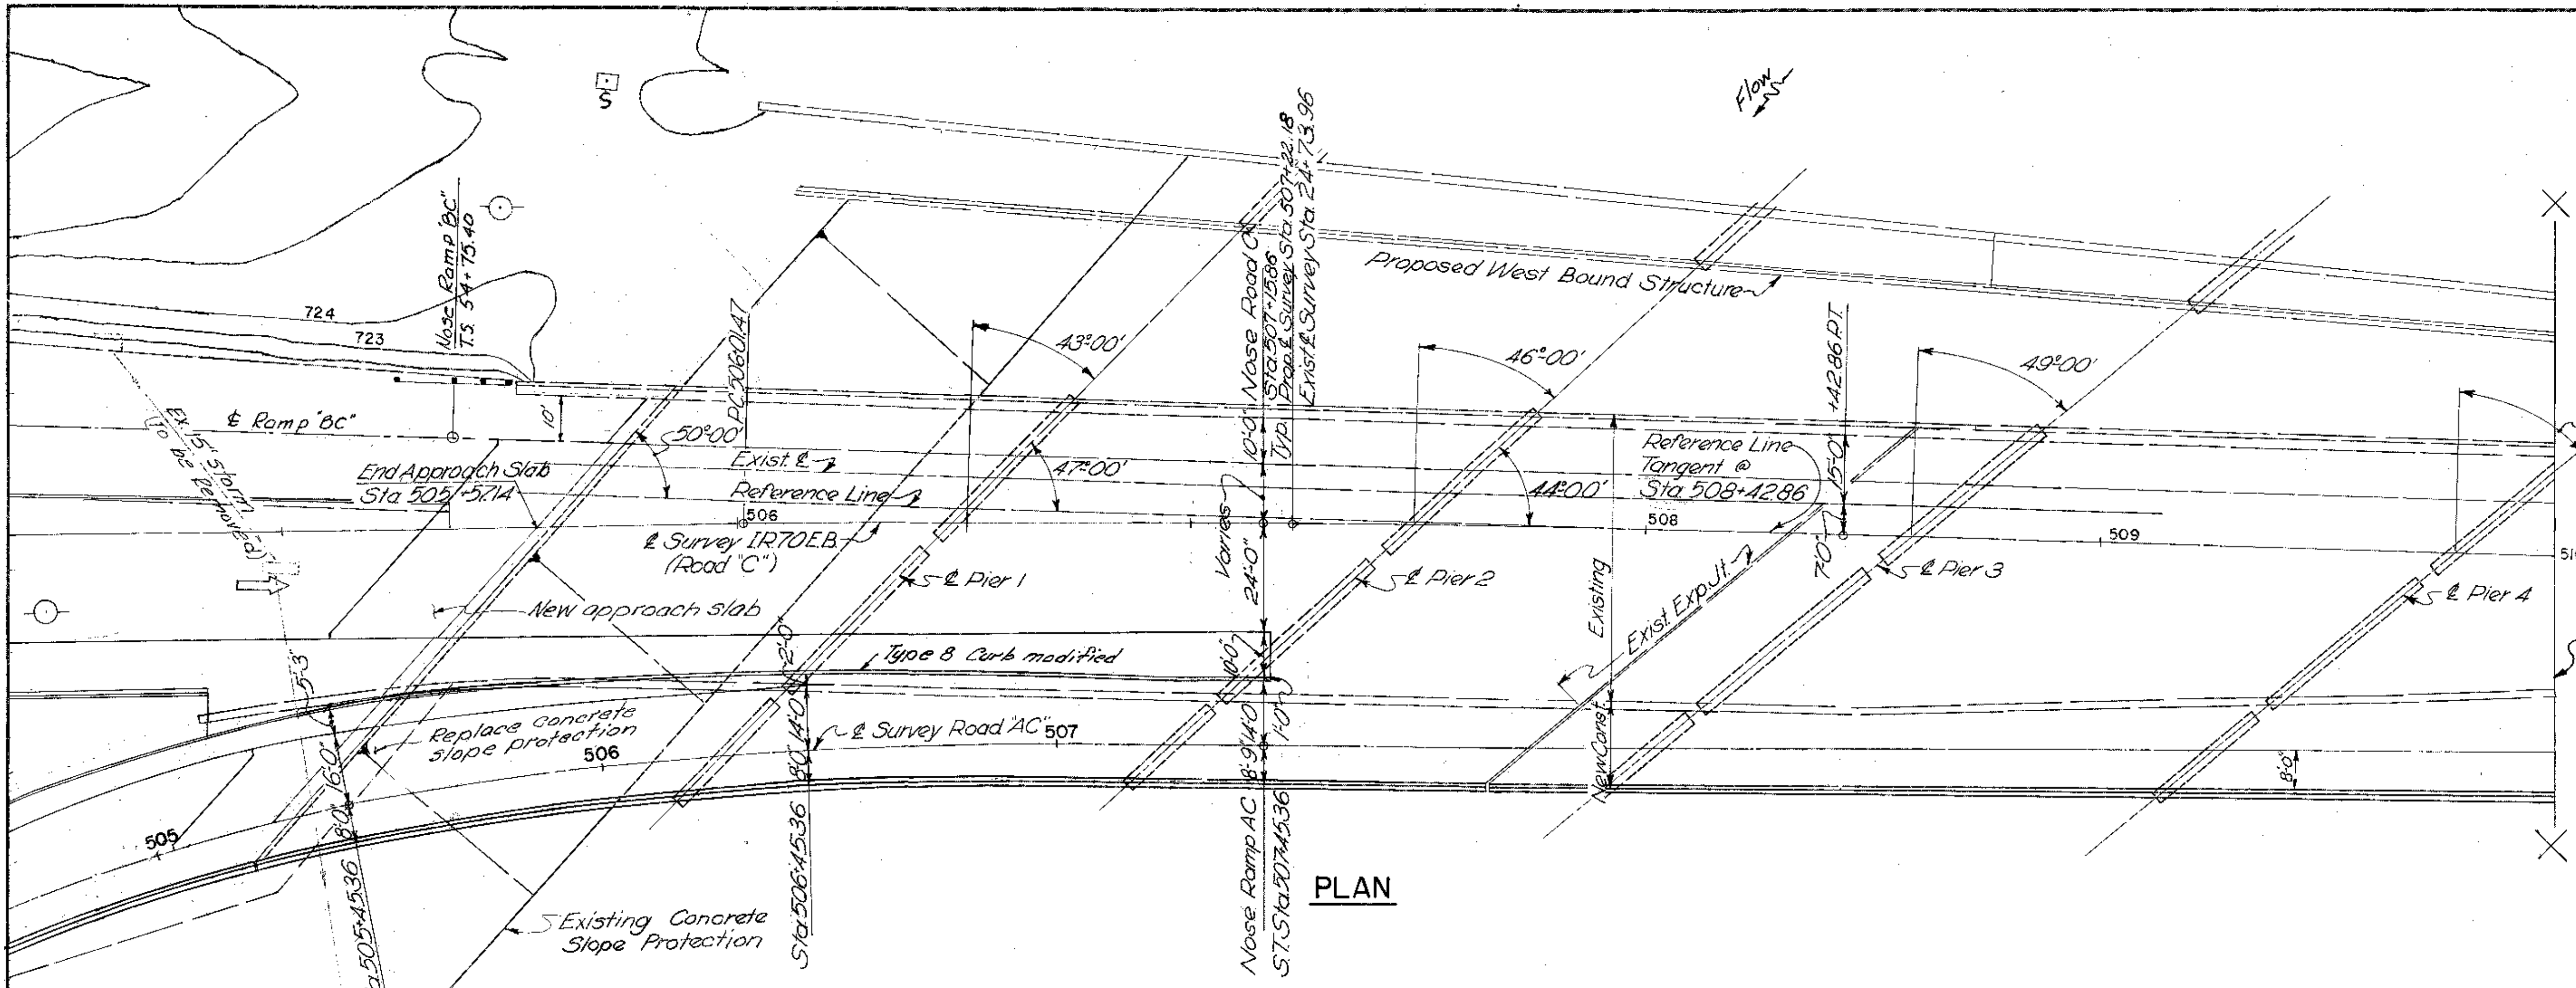 Flow
S
Nose Ramp "BC"
T.S. 54+75.40
724
723
Proposed West Bound Structure
Nose Road C
Sta. 507+15.86
Prop. ℄ Survey Sta. 507+22.18
Exist. ℄ Survey Sta. 24+73.96
P.C. 506+01.47
43°00'
46°00'
49°00'
+42.86 P.T.
10'
℄ Ramp "BC"
Ex. 15" Storm
(To be Removed)
50°00'
10'-0"
Typ.
Exist. ℄
47°00'
Reference Line
Tangent @
Sta. 508+42.86
15'-0"
End Approach Slab
Sta 505+57.14
Reference Line
44°00'
506
508
509
℄ Survey I.R. 70 E.B.
(Road "C")
Varies
7'-0"
℄ Pier 1
℄ Pier 2
℄ Pier 3
℄ Pier 4
24'-0"
Existing
Exist. Exp. Jt.
New approach slab
2'-0"
10'-0"
Type 8 Curb modified
5'-3"
Replace concrete
slope protection
16'-0"
14'-0"
℄ Survey Road "AC"
507
14'-0"
1'-0"
506
8'-0"
8'-9"
New Const.
8'-0"
505
8'-0"
Sta. 506+45.36
Nose Ramp AC
S.T. Sta. 507+45.36
505+45.36
PLAN
Existing Concrete
Slope Protection